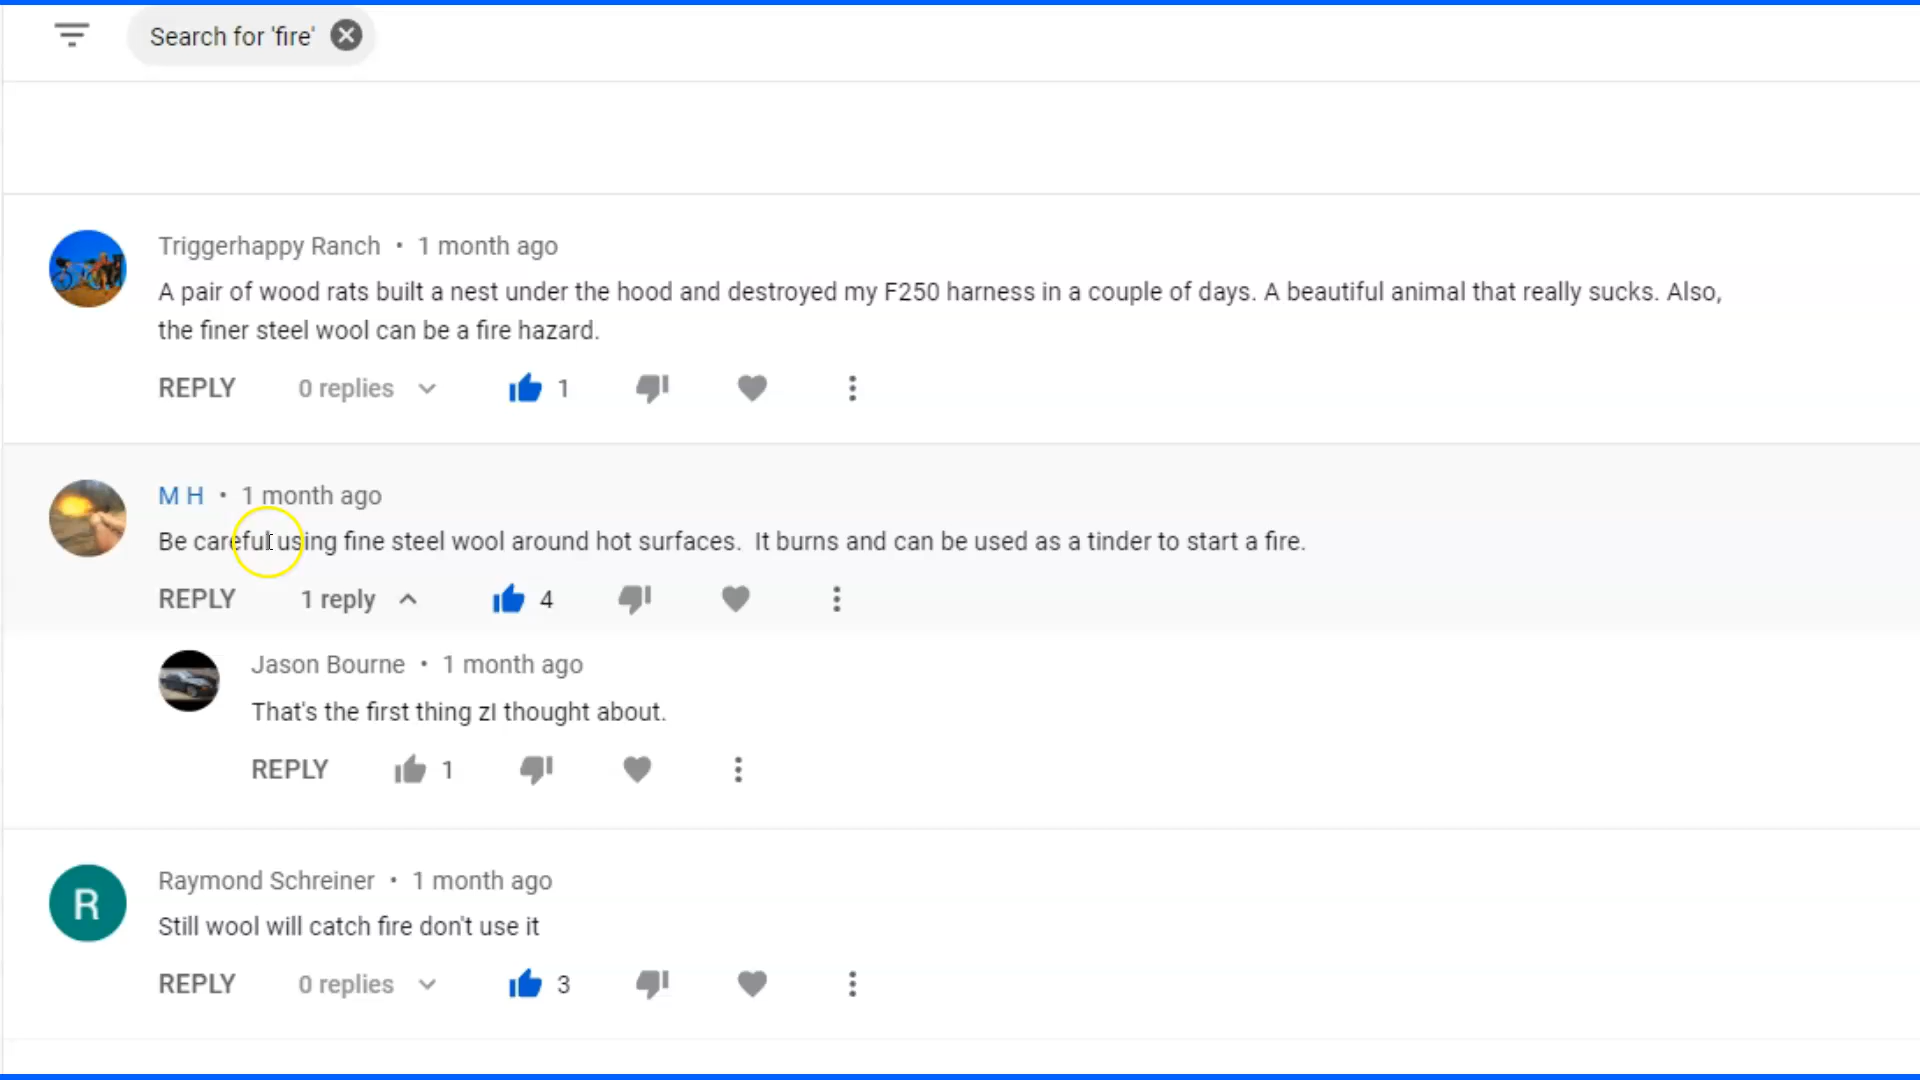 Search for 'fire'
Triggerhappy Ranch • 1 month ago
A pair of wood rats built a nest under the hood and destroyed my F250 harness in a couple of days. A beautiful animal that really sucks. Also,
the finer steel wool can be a fire hazard.
REPLY 0 replies 1
M H • 1 month ago
Be careful using fine steel wool around hot surfaces.  It burns and can be used as a tinder to start a fire.
REPLY 1 reply 4
Jason Bourne • 1 month ago
That's the first thing zI thought about.
REPLY 1
R
Raymond Schreiner • 1 month ago
Still wool will catch fire don't use it
REPLY 0 replies 3